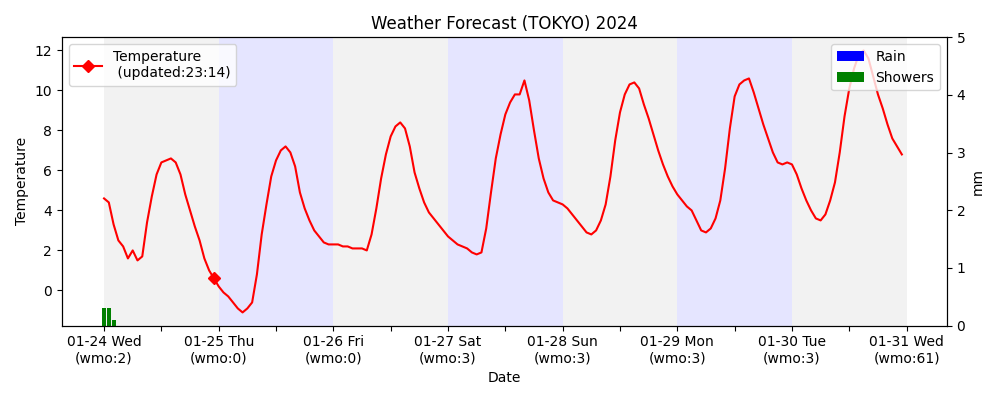 Weather Forecast (TOKYO) 2024
Temperature
(updated:23:14)
Rain
Showers
12
10
8
6
4
2
0
Temperature
5
4
3
2
1
0
mm
01-24 Wed
(wmo:2)
01-25 Thu
(wmo:0)
01-26 Fri
(wmo:0)
01-27 Sat
(wmo:3)
01-28 Sun
(wmo:3)
01-29 Mon
(wmo:3)
01-30 Tue
(wmo:3)
01-31 Wed
(wmo:61)
Date